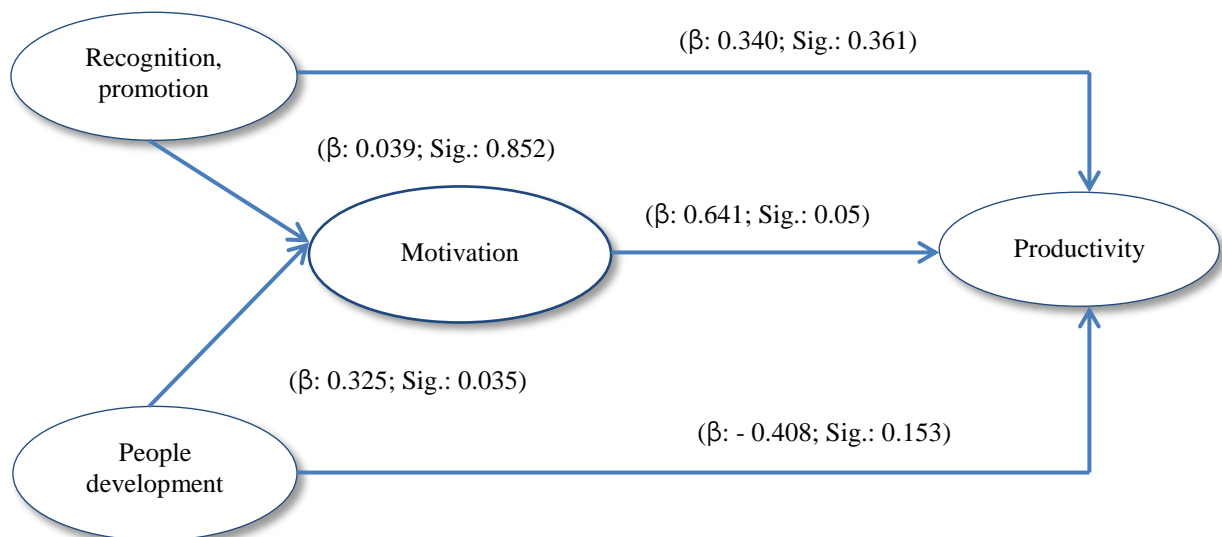 (β: 0.340; Sig.: 0.361)
Recognition,
promotion
(β: 0.039; Sig.: 0.852)
(β: 0.641; Sig.: 0.05)
Motivation
Productivity
(β: 0.325; Sig.: 0.035)
(β: - 0.408; Sig.: 0.153)
People
development